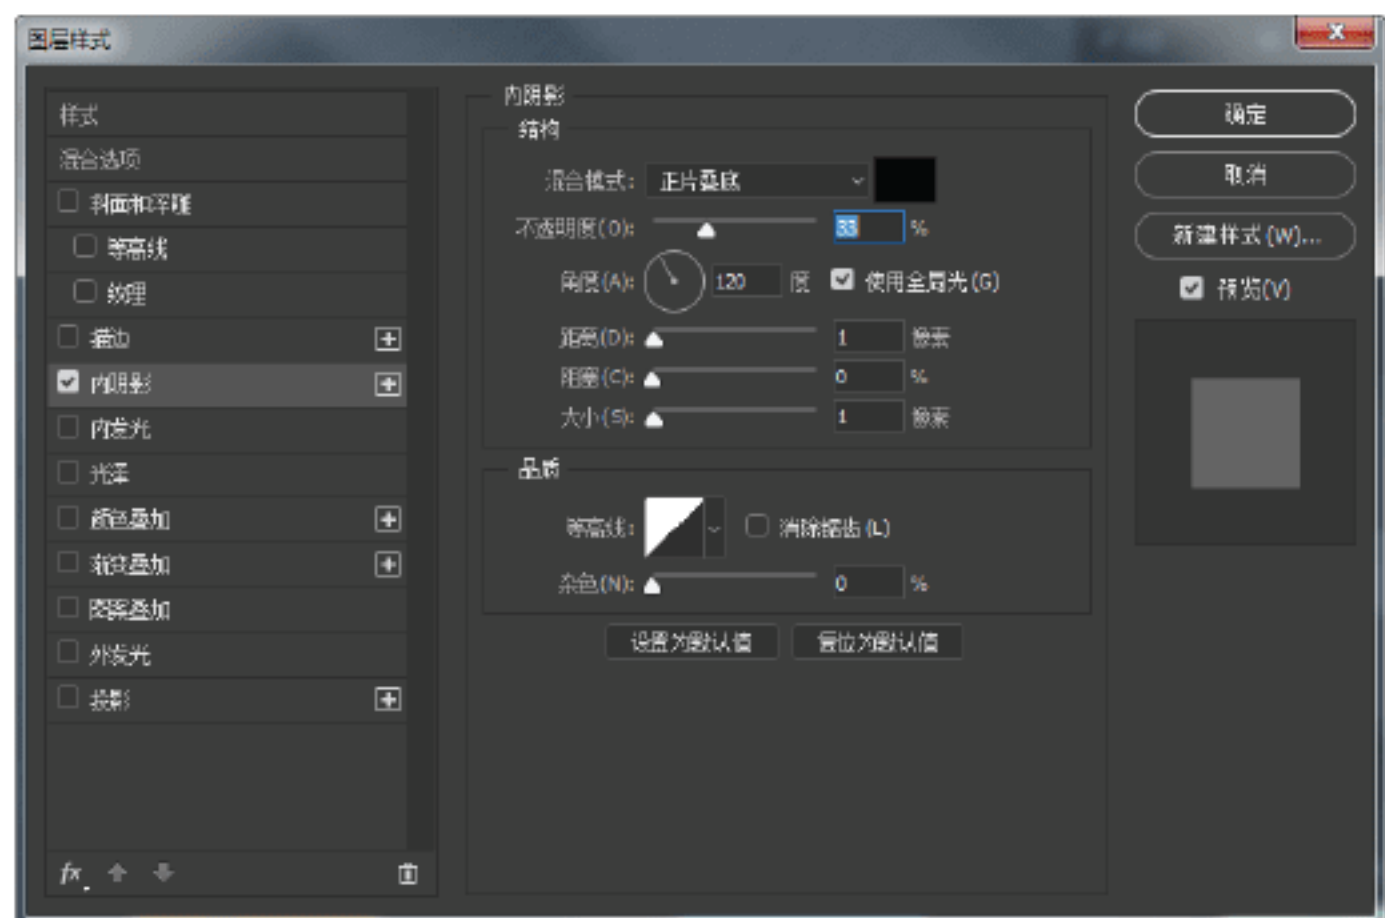 图层样式
样式
混合选项
斜面和浮雕
等高线
纹理
描边
内阴影
内发光
光泽
颜色叠加
渐变叠加
图案叠加
外发光
投影
fx
内阴影
结构
混合模式: 正片叠底
不透明度(O): 33 %
角度(A): 120 度 使用全局光(G)
距离(D): 1 像素
阻塞(C): 0 %
大小(S): 1 像素
品质
等高线: 消除锯齿(L)
杂色(N): 0 %
设置为默认值 复位为默认值
确定
取消
新建样式(W)...
预览(V)